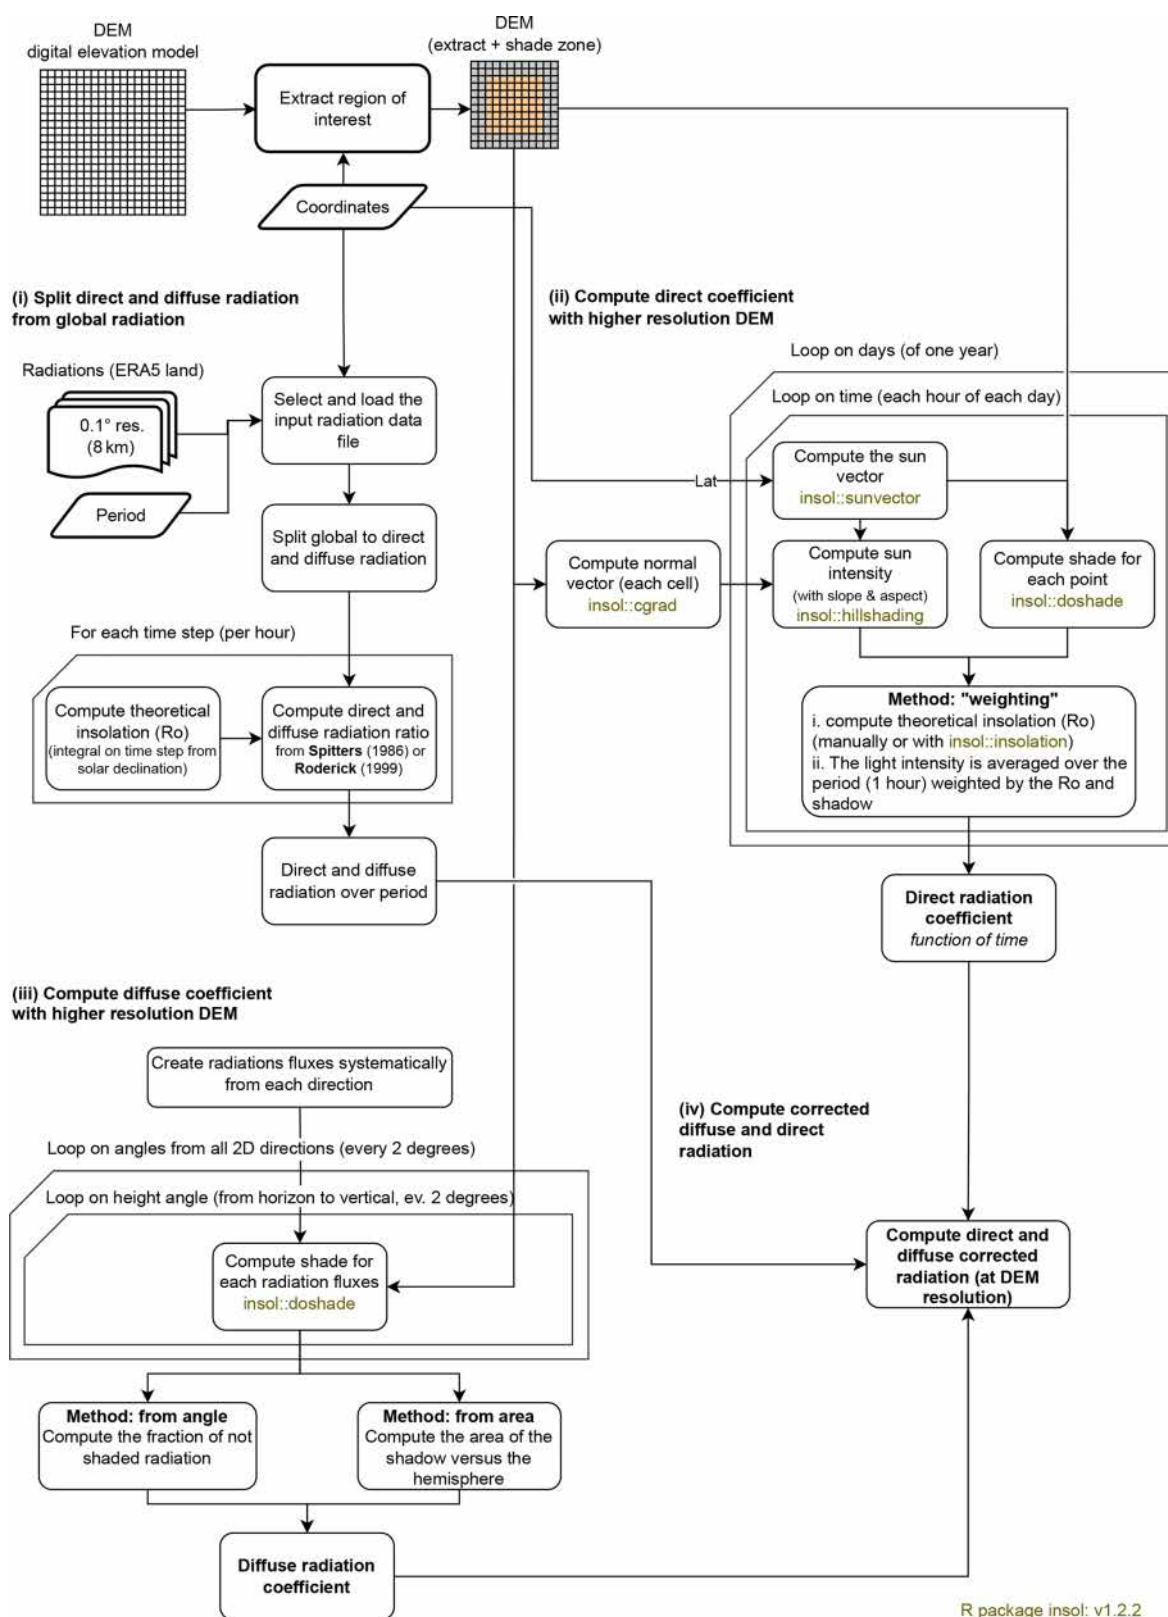 DEM
digital elevation model
DEM
(extract + shade zone)
Extract region of
interest
Coordinates
(i) Split direct and diffuse radiation
from global radiation
(ii) Compute direct coefficient
with higher resolution DEM
Radiations (ERA5 land)
0.1° res.
(8 km)
Period
Select and load the
input radiation data
file
Split global to direct
and diffuse radiation
For each time step (per hour)
Compute theoretical
insolation (Ro)
(integral on time step from
solar declination)
Compute direct and
diffuse radiation ratio
from Spitters (1986) or
Roderick (1999)
Direct and diffuse
radiation over period
Loop on days (of one year)
Loop on time (each hour of each day)
Lat
Compute the sun
vector
insol::sunvector
Compute normal
vector (each cell)
insol::cgrad
Compute sun
intensity
(with slope & aspect)
insol::hillshading
Compute shade for
each point
insol::doshade
Method: "weighting"
i. compute theoretical insolation (Ro)
(manually or with insol::insolation)
ii. The light intensity is averaged over the
period (1 hour) weighted by the Ro and
shadow
Direct radiation
coefficient
function of time
(iii) Compute diffuse coefficient
with higher resolution DEM
Create radiations fluxes systematically
from each direction
Loop on angles from all 2D directions (every 2 degrees)
Loop on height angle (from horizon to vertical, ev. 2 degrees)
Compute shade for
each radiation fluxes
insol::doshade
Method: from angle
Compute the fraction of not
shaded radiation
Method: from area
Compute the area of the
shadow versus the
hemisphere
Diffuse radiation
coefficient
(iv) Compute corrected
diffuse and direct
radiation
Compute direct and
diffuse corrected
radiation (at DEM
resolution)
R package insol: v1.2.2